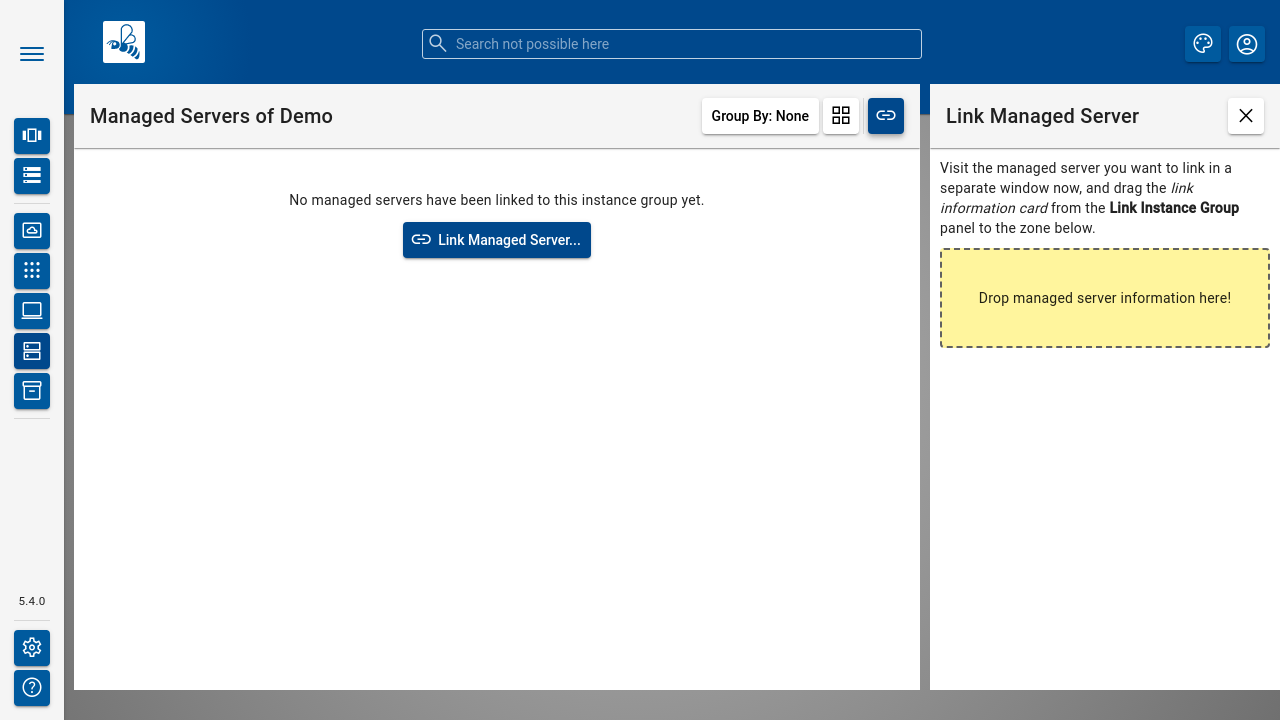 Search not possible here
Managed Servers of Demo
Group By: None
Link Managed Server
No managed servers have been linked to this instance group yet.
Link Managed Server...
Visit the managed server you want to link in a
separate window now, and drag the link
information card from the Link Instance Group
panel to the zone below.
Drop managed server information here!
5.4.0